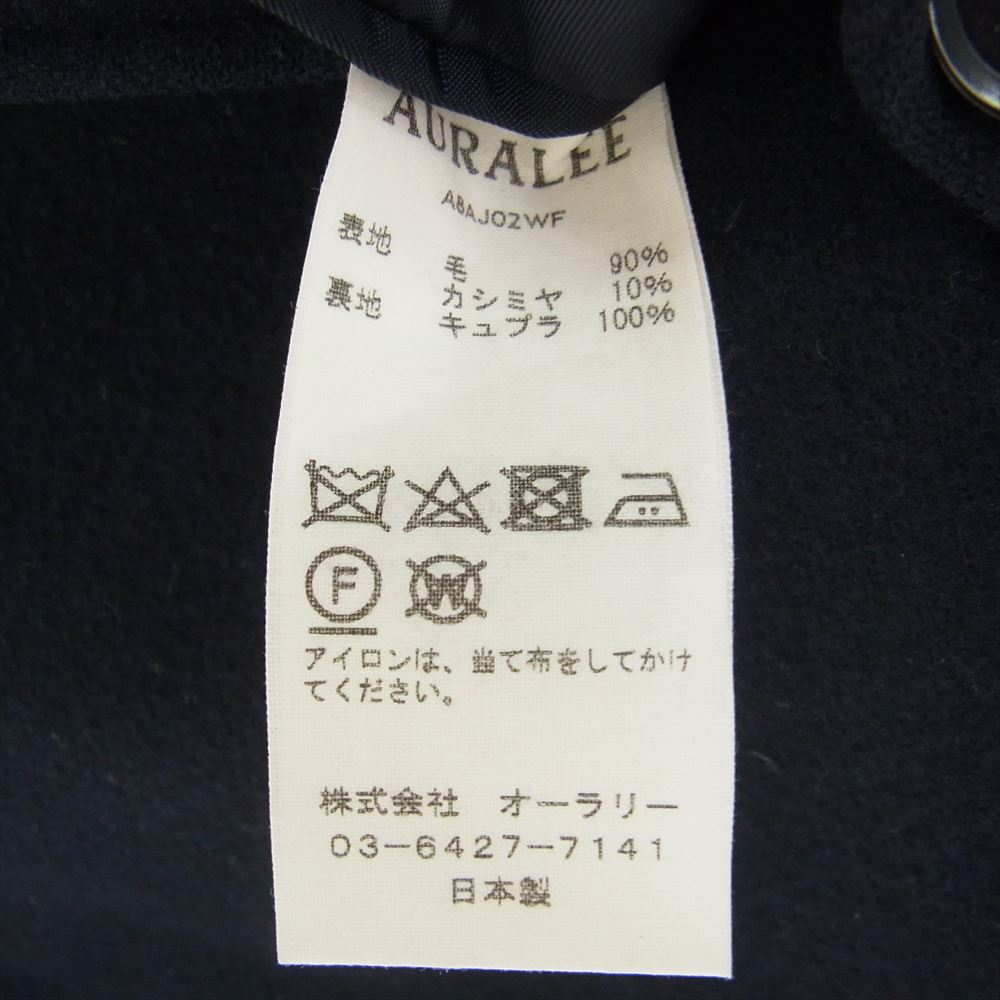 AURALEE
A8AJ02WF
表地 毛 90%
カシミヤ 10%
裏地 キュプラ 100%
F
W
アイロンは、当て布をしてかけ
てください。
株式会社 オーラリー
03-6427-7141
日本製